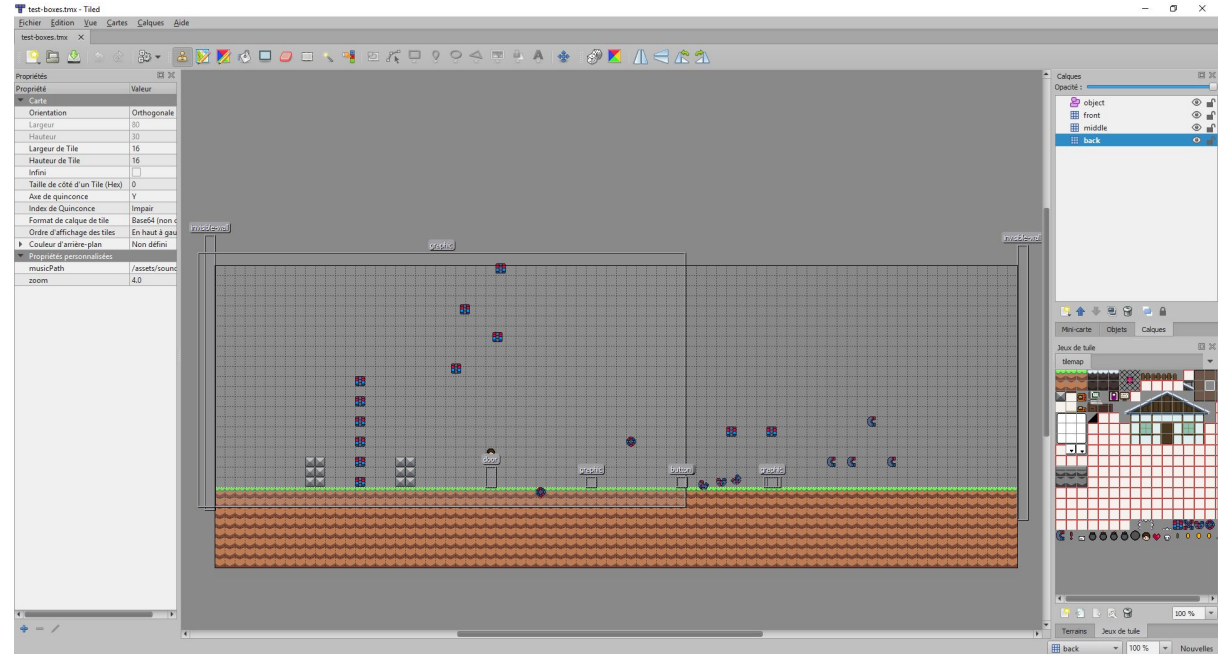 test-boxes.tmx - Tiled
Fichier Edition Vue Cartes Calques Aide
test-boxes.tmx
Propriétés
Propriété Valeur
Carte
Orientation Orthogonale
Largeur 80
Hauteur 30
Largeur de Tile 16
Hauteur de Tile 16
Infini
Taille de côté d'un Tile (Hex) 0
Axe de quinconce Y
Index de Quinconce Impair
Format de calque de tile Base64 (non c
Ordre d'affichage des tiles En haut à gau
Couleur d'arrière-plan Non défini
Propriétés personnalisées
musicPath /assets/sound
zoom 4.0
invisible-wall
graphic
invisible-wall
door
graphic
button
graphic
Calques
Opacité :
object
front
middle
back
Mini-carte Objets Calques
Jeux de tuile
tilemap
100 %
Terrains Jeux de tuile
back 100 % Nouvelles